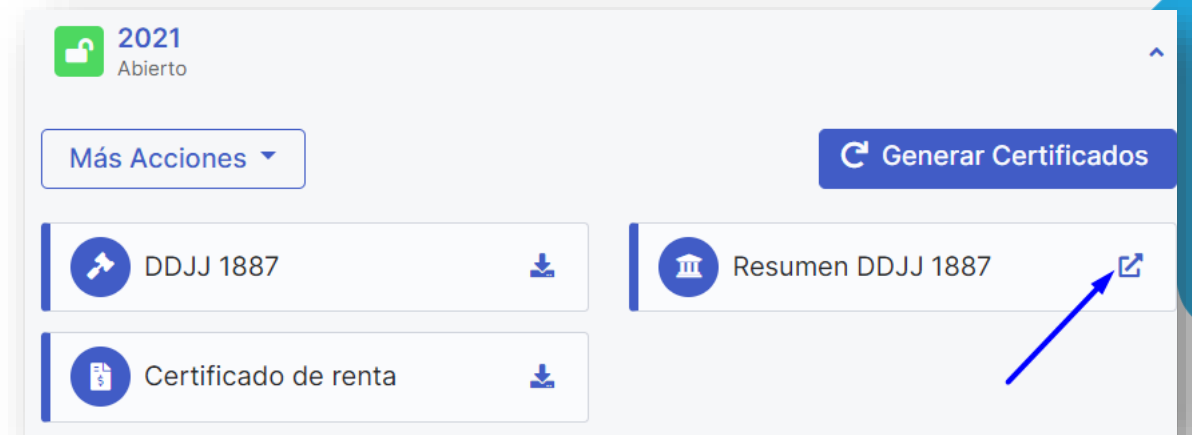 2021
Abierto
Más Acciones
Generar Certificados
DDJJ 1887
Resumen DDJJ 1887
Certificado de renta